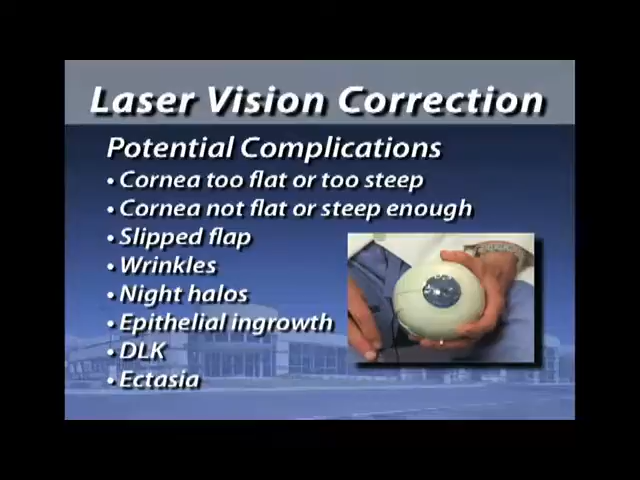 Laser Vision Correction
Potential Complications
• Cornea too flat or too steep
• Cornea not flat or steep enough
• Slipped flap
• Wrinkles
• Night halos
• Epithelial ingrowth
• DLK
• Ectasia